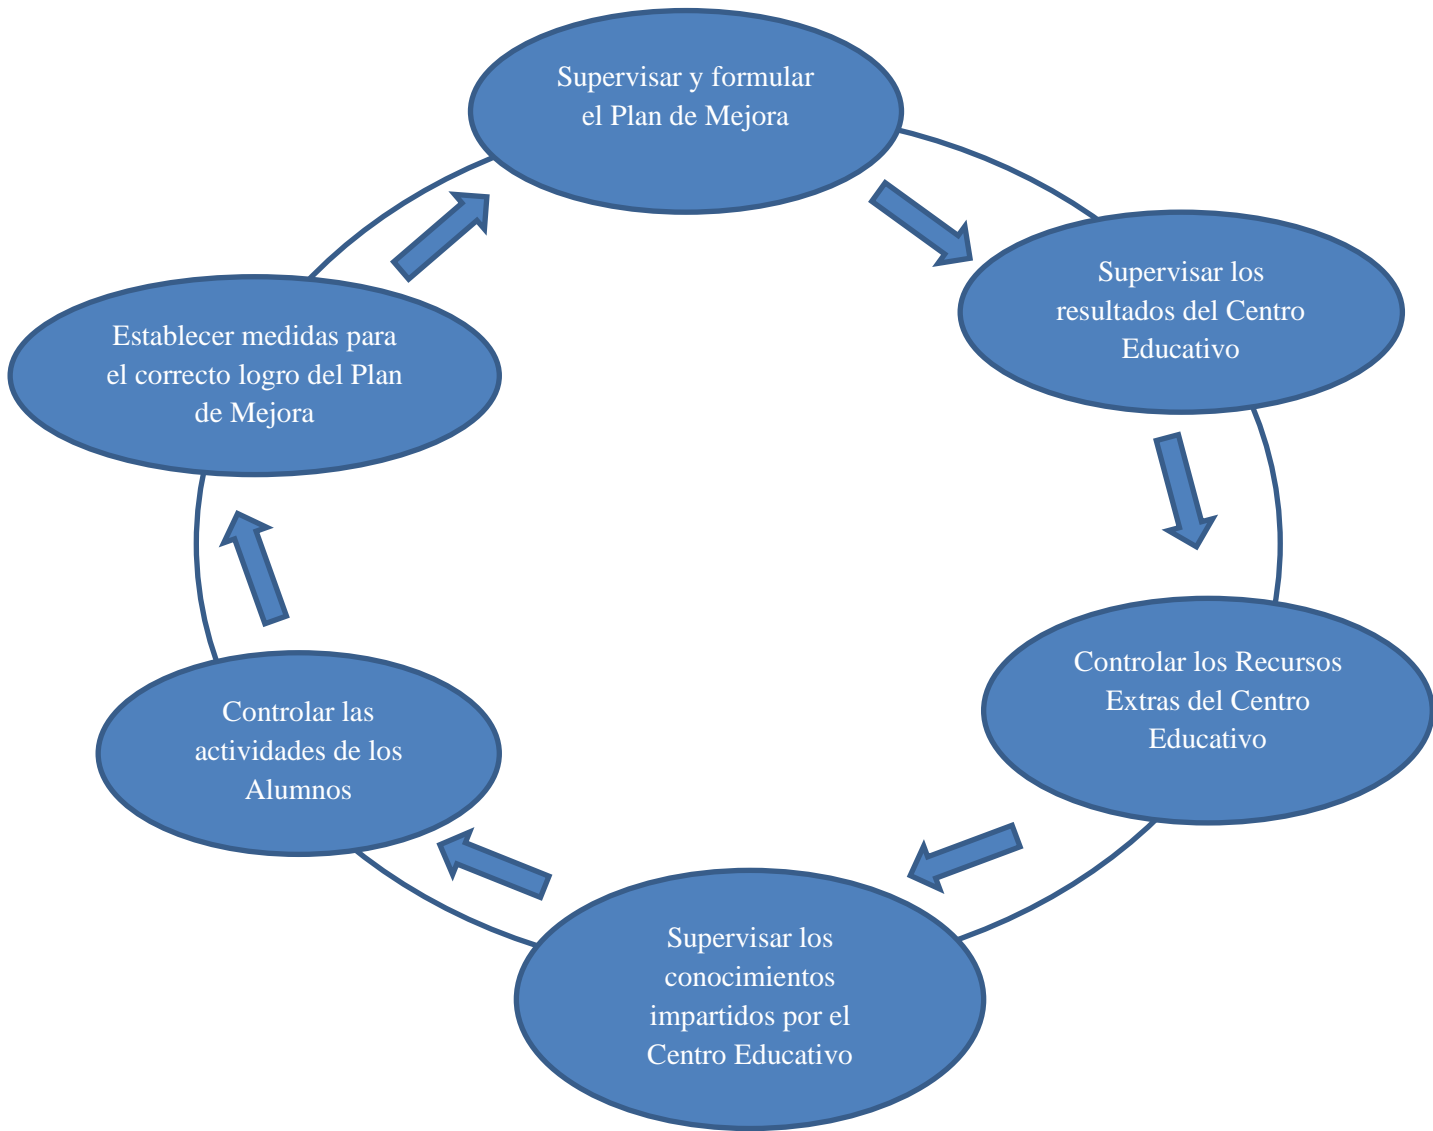 Supervisar y formular
el Plan de Mejora
Supervisar los
resultados del Centro
Educativo
Controlar los Recursos
Extras del Centro
Educativo
Supervisar los
conocimientos
impartidos por el
Centro Educativo
Controlar las
actividades de los
Alumnos
Establecer medidas para
el correcto logro del Plan
de Mejora